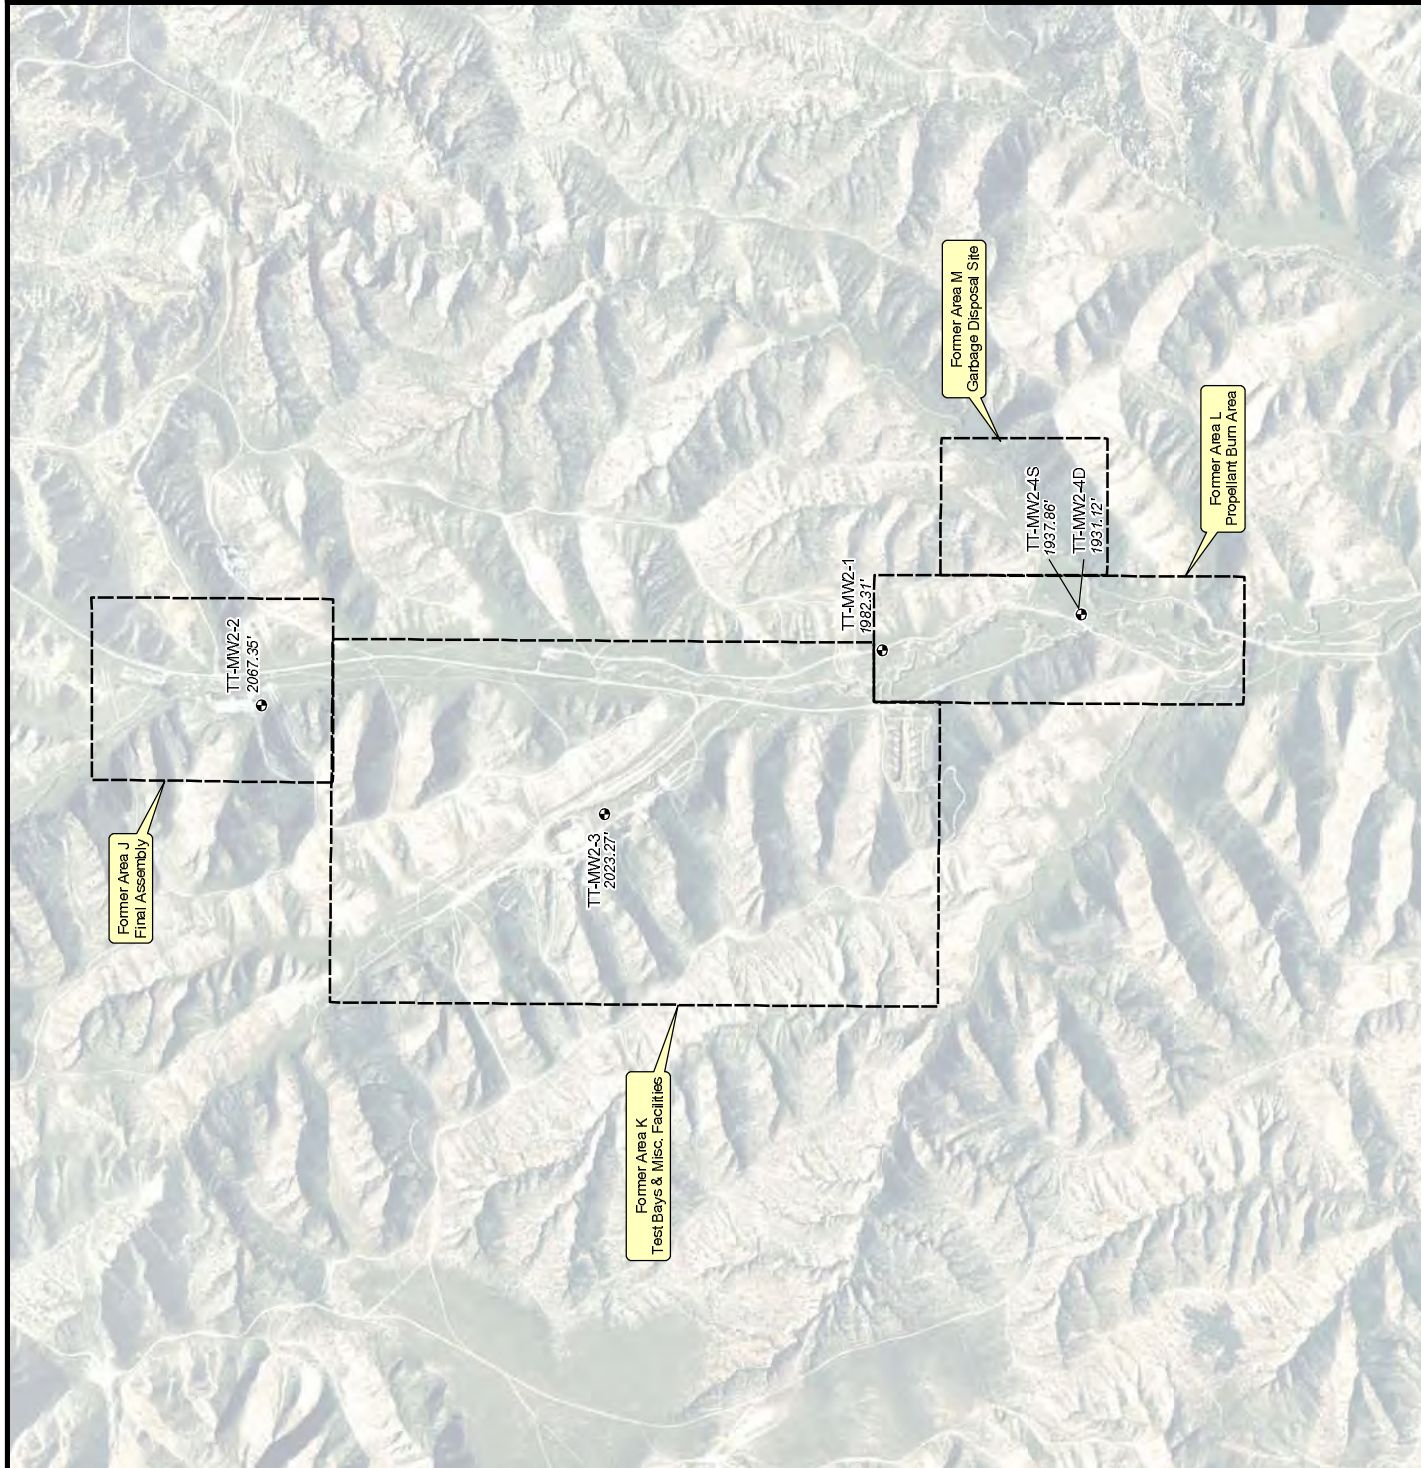 Former Area M
Garbage Disposal Site
Former Area L
Propellant Burn Area
TT-MW2-4S
1937.86'
TT-MW2-4D
1931.12'
TT-MW2-1
1982.31'
TT-MW2-2
2067.35'
TT-MW2-3
2023.27'
Former Area J
Final Assembly
Former Area K
Test Bays & Misc. Facilities